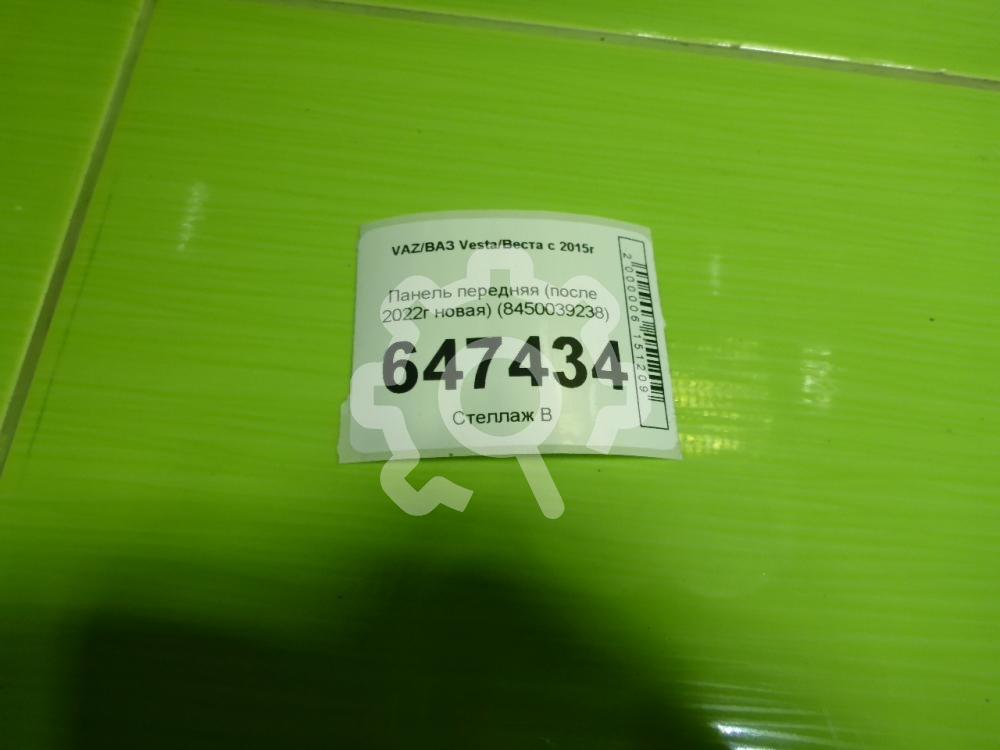 VAZ/ВАЗ Vesta/Веста с 2015г
Панель передняя (после
2022г новая) (8450039238)
647434
Стеллаж В
2000006151209